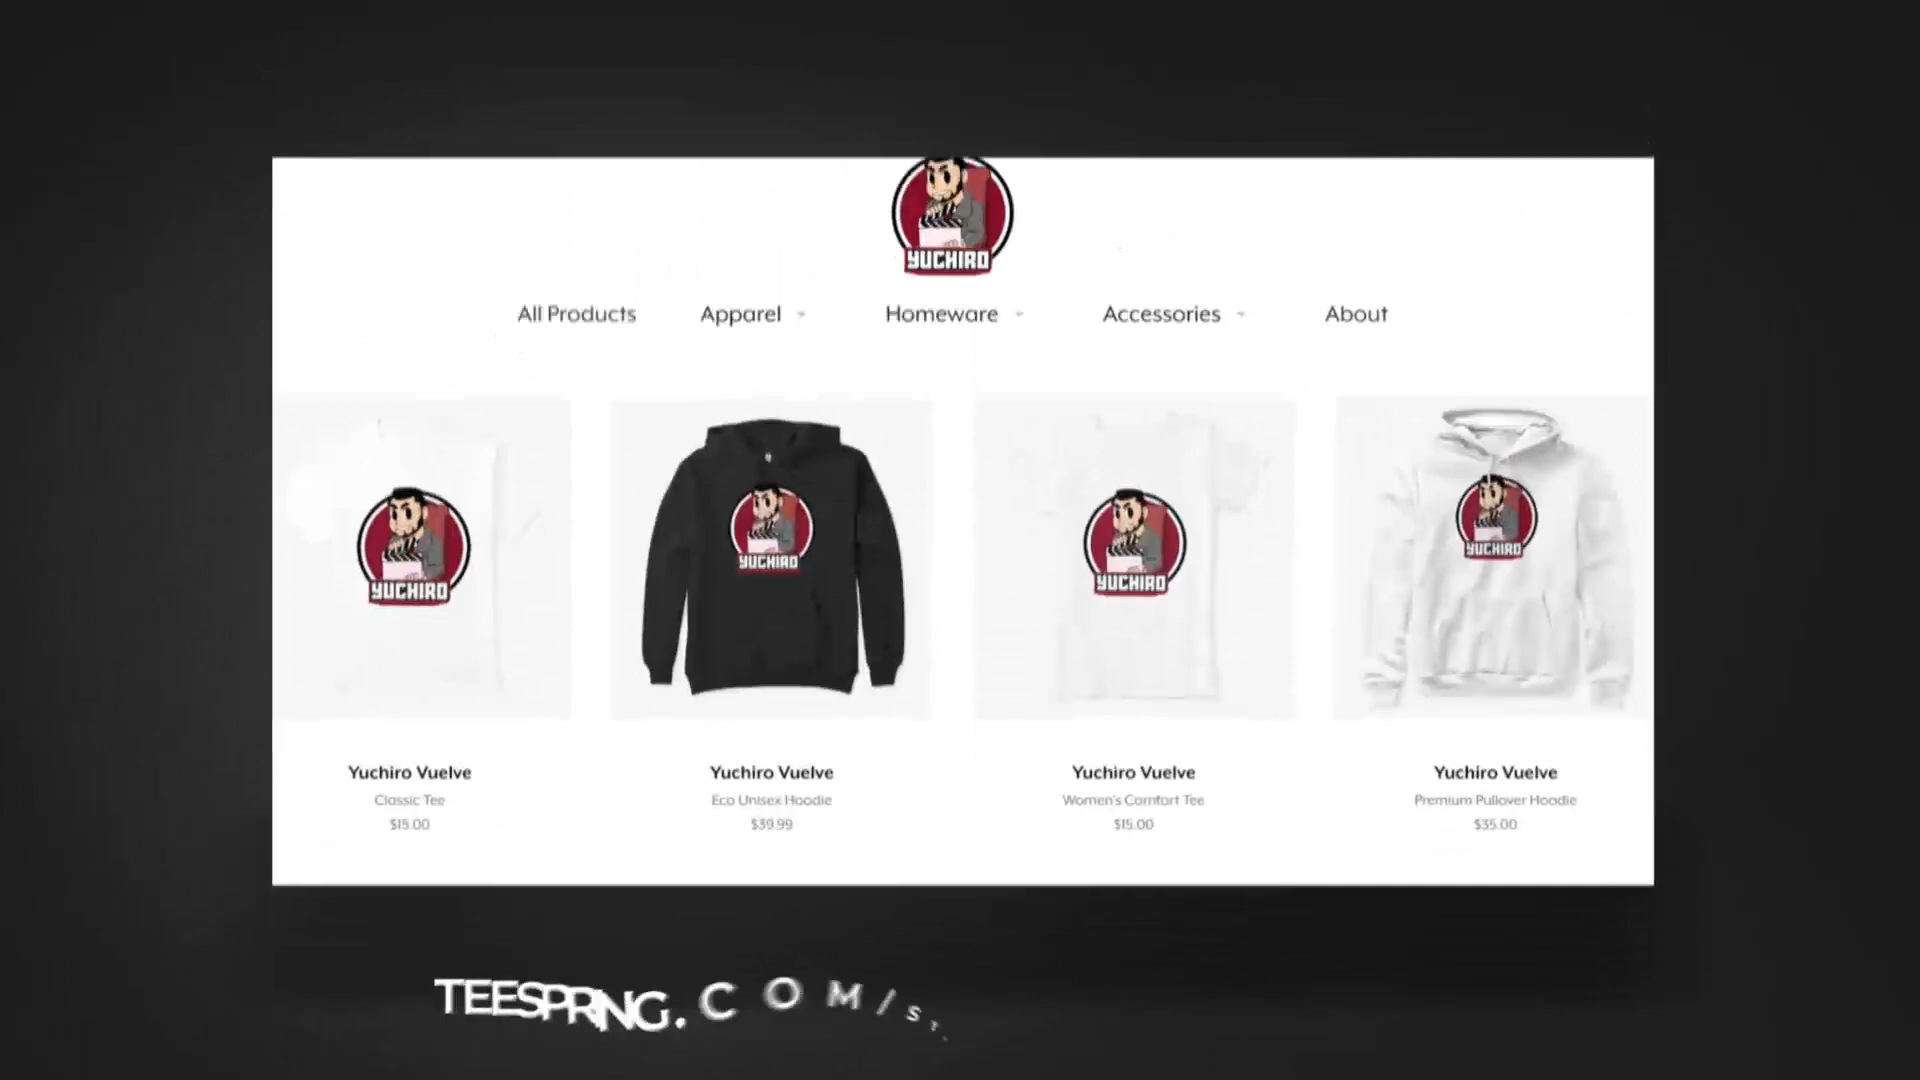 YUCHIRO
All Products Apparel Homeware Accessories About
YUCHIRO YUCHIRO YUCHIRO YUCHIRO
Yuchiro Vuelve Yuchiro Vuelve Yuchiro Vuelve Yuchiro Vuelve
Classic Tee Eco Unisex Hoodie Women's Comfort Tee Premium Pullover Hoodie
$15.00 $39.99 $15.00 $35.00
TEESPRING.COM/ST